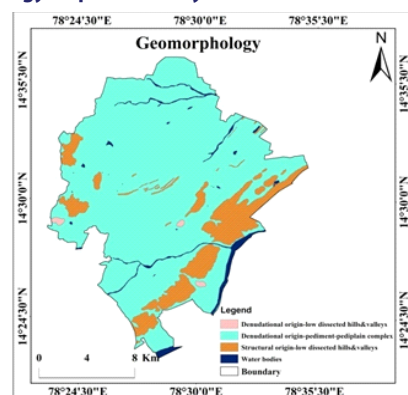 78°24'30"E 78°30'0"E 78°35'30"E
Geomorphology
N
14°35'30"N 14°35'30"N
14°30'0"N 14°30'0"N
14°24'30"N 14°24'30"N
Legend
Denudational origin-low dissected hills&valleys
Denudational origin-pediment-pediplain complex
Structural origin-low dissected hills&valleys
Water bodies
Boundary
0 4 8 Km
78°24'30"E 78°30'0"E 78°35'30"E